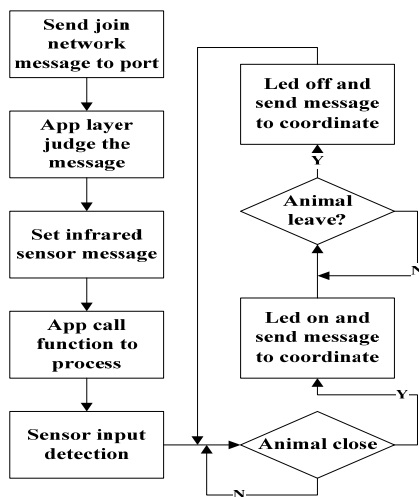 Send join
network
message to port
App layer
judge the
message
Set infrared
sensor message
App call
function to
process
Sensor input
detection
Led off and
send message
to coordinate
Y
Animal
leave?
N
Led on and
send message
to coordinate
Y
Animal close
N